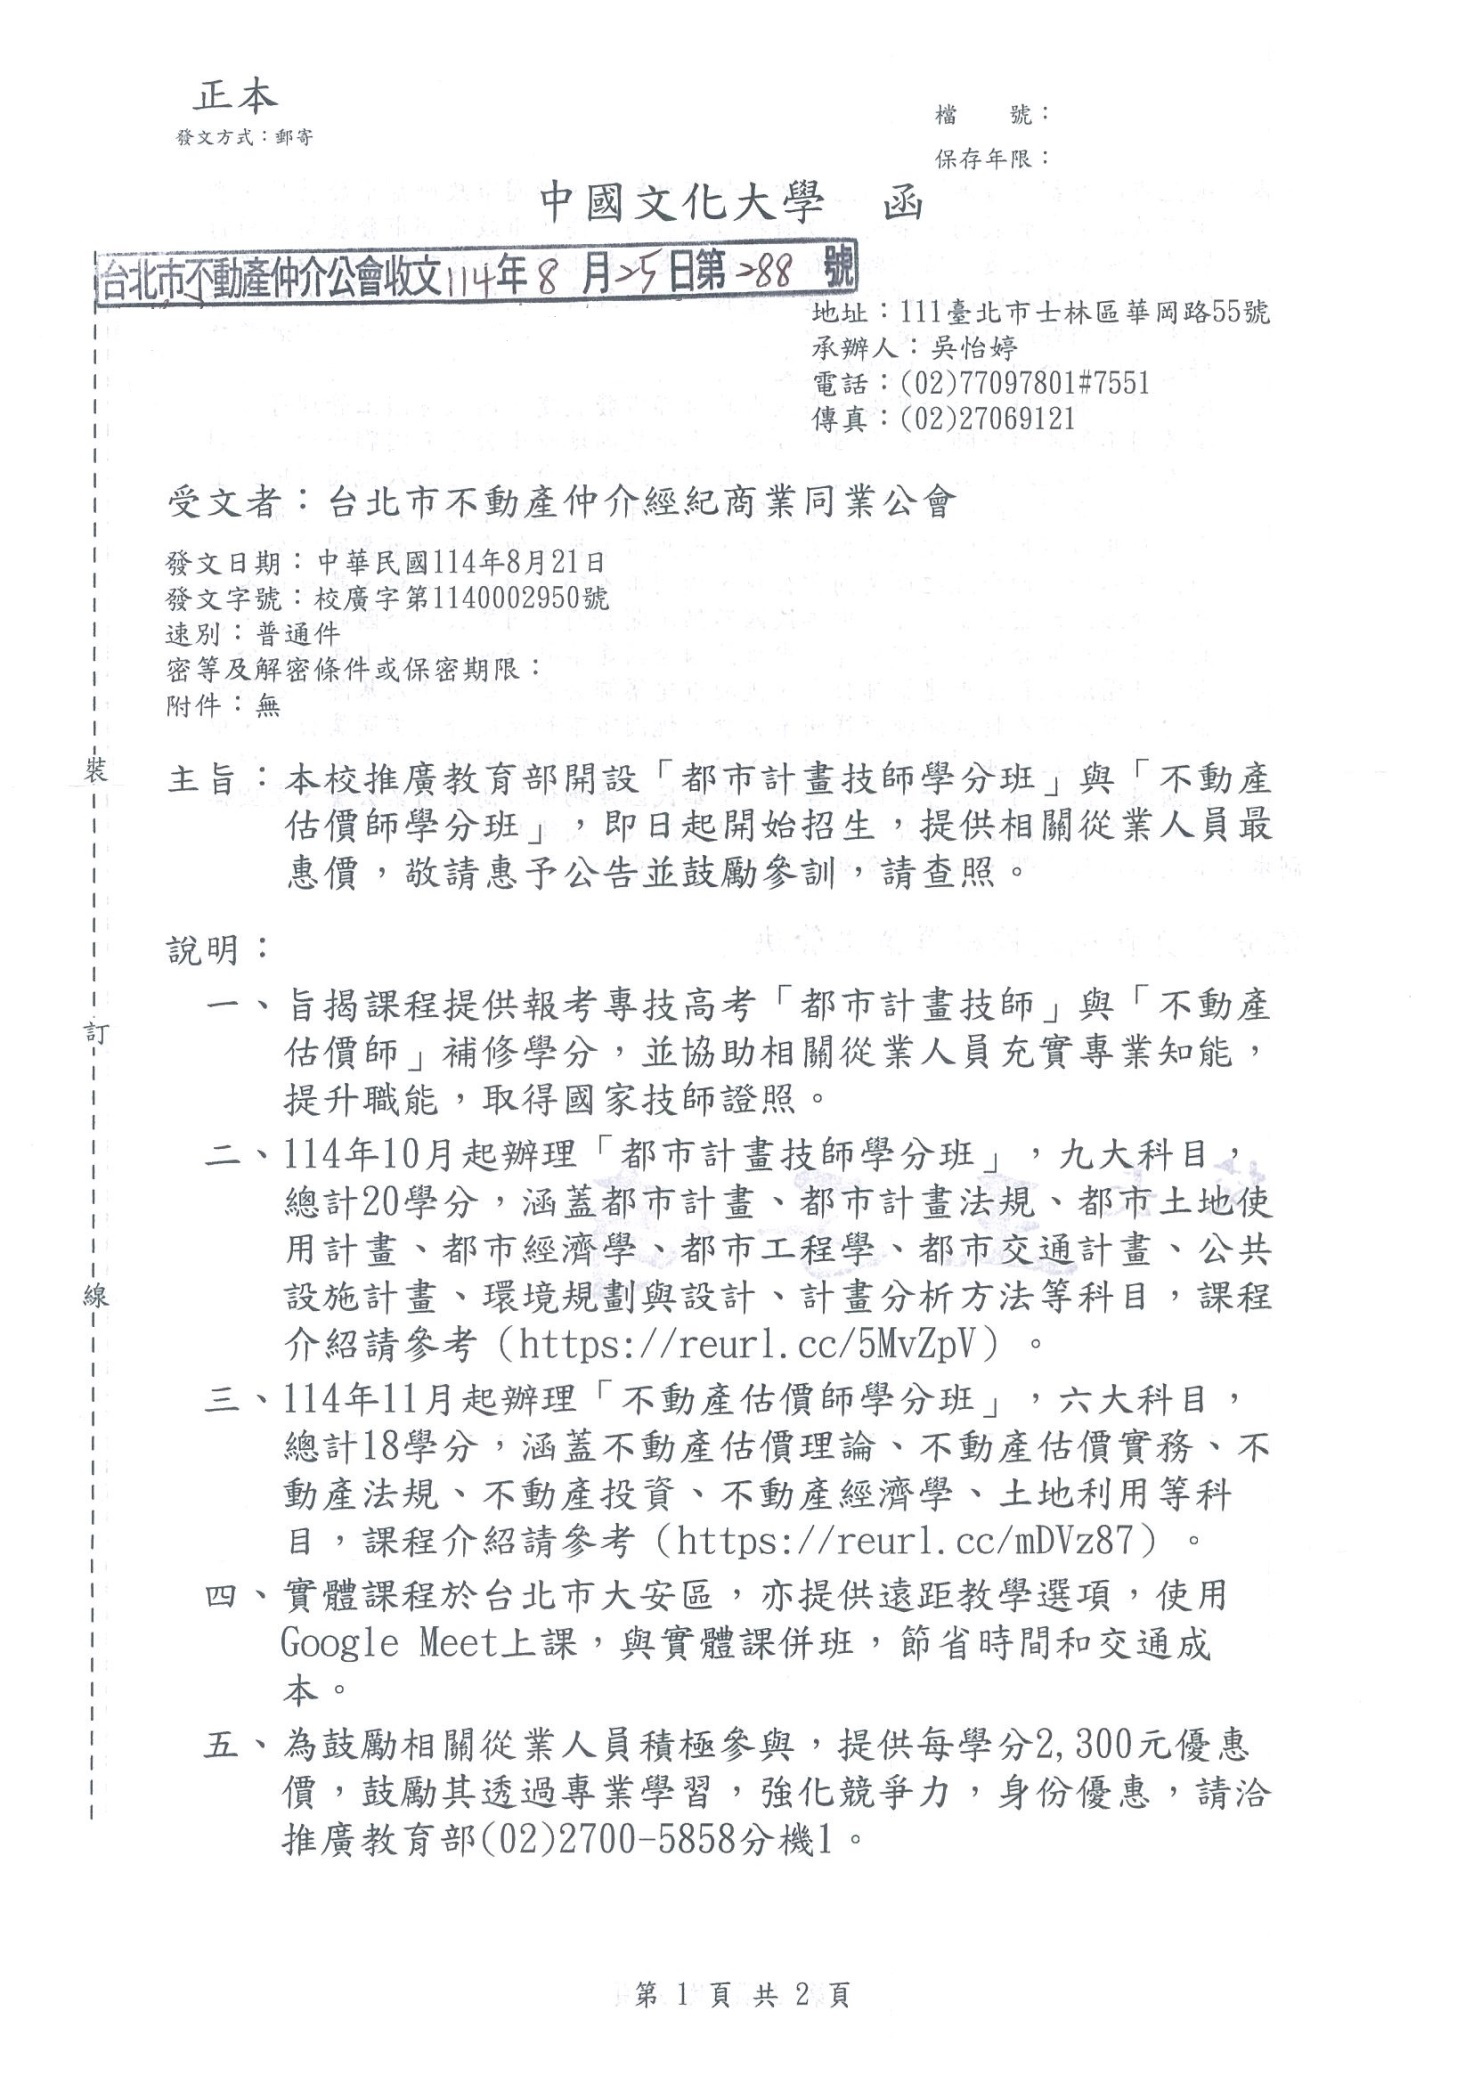 正本
發文方式：郵寄
檔　　號：
保存年限：
中國文化大學　函
台北市不動產仲介公會收文114年8月25日第288號
地址：111臺北市士林區華岡路55號
承辦人：吳怡婷
電話：(02)77097801#7551
傳真：(02)27069121
受文者：台北市不動產仲介經紀商業同業公會
發文日期：中華民國114年8月21日
發文字號：校廣字第1140002950號
速別：普通件
密等及解密條件或保密期限：
附件：無
主旨：本校推廣教育部開設「都市計畫技師學分班」與「不動產
估價師學分班」，即日起開始招生，提供相關從業人員最
惠價，敬請惠予公告並鼓勵參訓，請查照。
說明：
一、旨揭課程提供報考專技高考「都市計畫技師」與「不動產
估價師」補修學分，並協助相關從業人員充實專業知能，
提升職能，取得國家技師證照。
二、114年10月起辦理「都市計畫技師學分班」，九大科目，
總計20學分，涵蓋都市計畫、都市計畫法規、都市土地使
用計畫、都市經濟學、都市工程學、都市交通計畫、公共
設施計畫、環境規劃與設計、計畫分析方法等科目，課程
介紹請參考（https://reurl.cc/5MvZpV）。
三、114年11月起辦理「不動產估價師學分班」，六大科目，
總計18學分，涵蓋不動產估價理論、不動產估價實務、不
動產法規、不動產投資、不動產經濟學、土地利用等科
目，課程介紹請參考（https://reurl.cc/mDVz87）。
四、實體課程於台北市大安區，亦提供遠距教學選項，使用
Google Meet上課，與實體課併班，節省時間和交通成
本。
五、為鼓勵相關從業人員積極參與，提供每學分2,300元優惠
價，鼓勵其透過專業學習，強化競爭力，身份優惠，請洽
推廣教育部(02)2700-5858分機1。
裝
訂
線
第 1 頁 共 2 頁